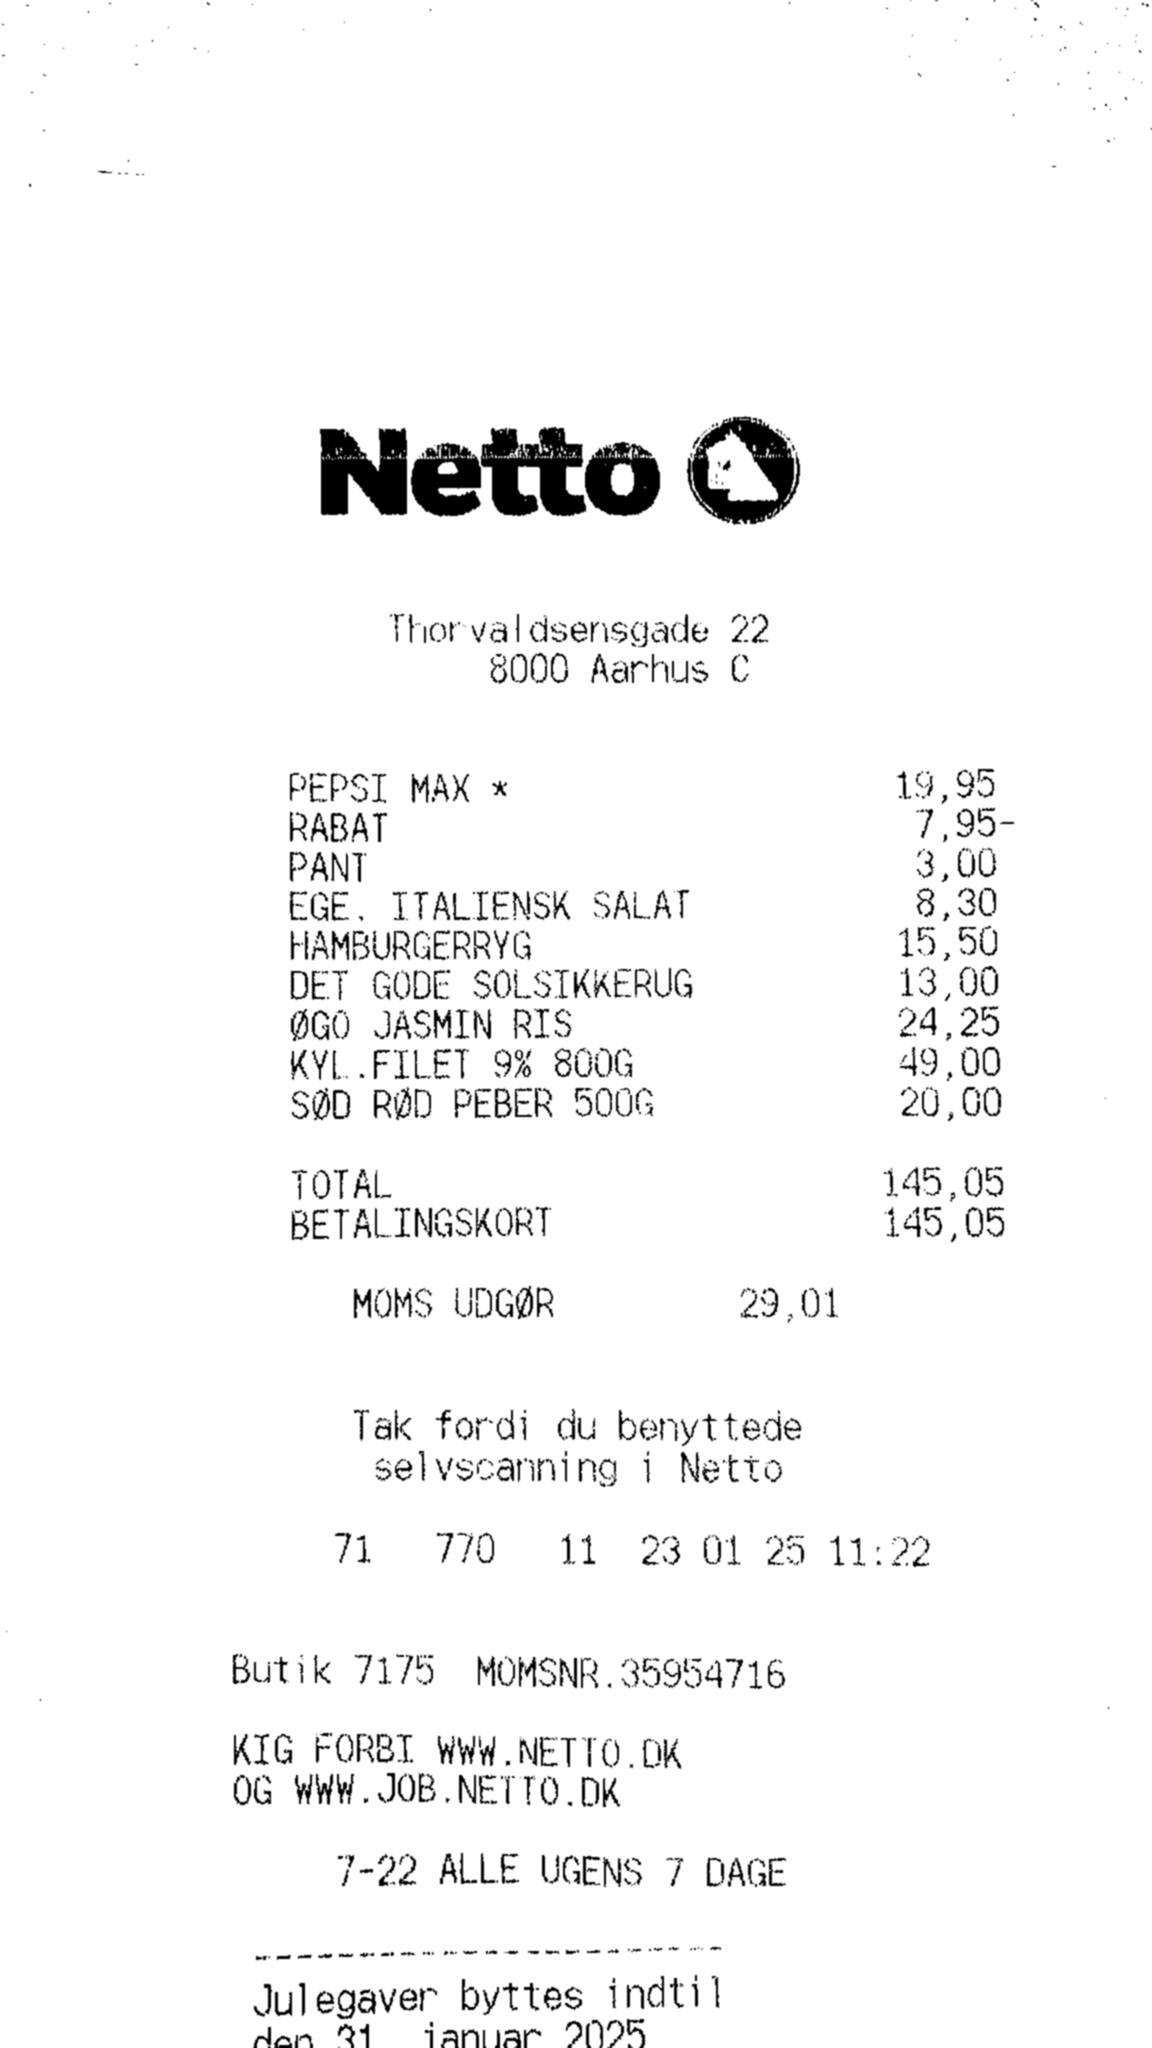 Netto
Thorvaldsensgade 22
8000 Aarhus C
PEPSI MAX * 19,95
RABAT 7,95-
PANT 3,00
EGE. ITALIENSK SALAT 8,30
HAMBURGERRYG 15,50
DET GODE SOLSIKKERUG 13,00
ØGO JASMIN RIS 24,25
KYL.FILET 9% 800G 49,00
SØD RØD PEBER 500G 20,00
TOTAL 145,05
BETALINGSKORT 145,05
MOMS UDGØR 29,01
Tak fordi du benyttede
selvscanning i Netto
71 770 11 23 01 25 11:22
Butik 7175 MOMSNR.35954716
KIG FORBI WWW.NETTO.DK
OG WWW.JOB.NETTO.DK
7-22 ALLE UGENS 7 DAGE
-----------------------
Julegaver byttes indtil
den 31. januar 2025